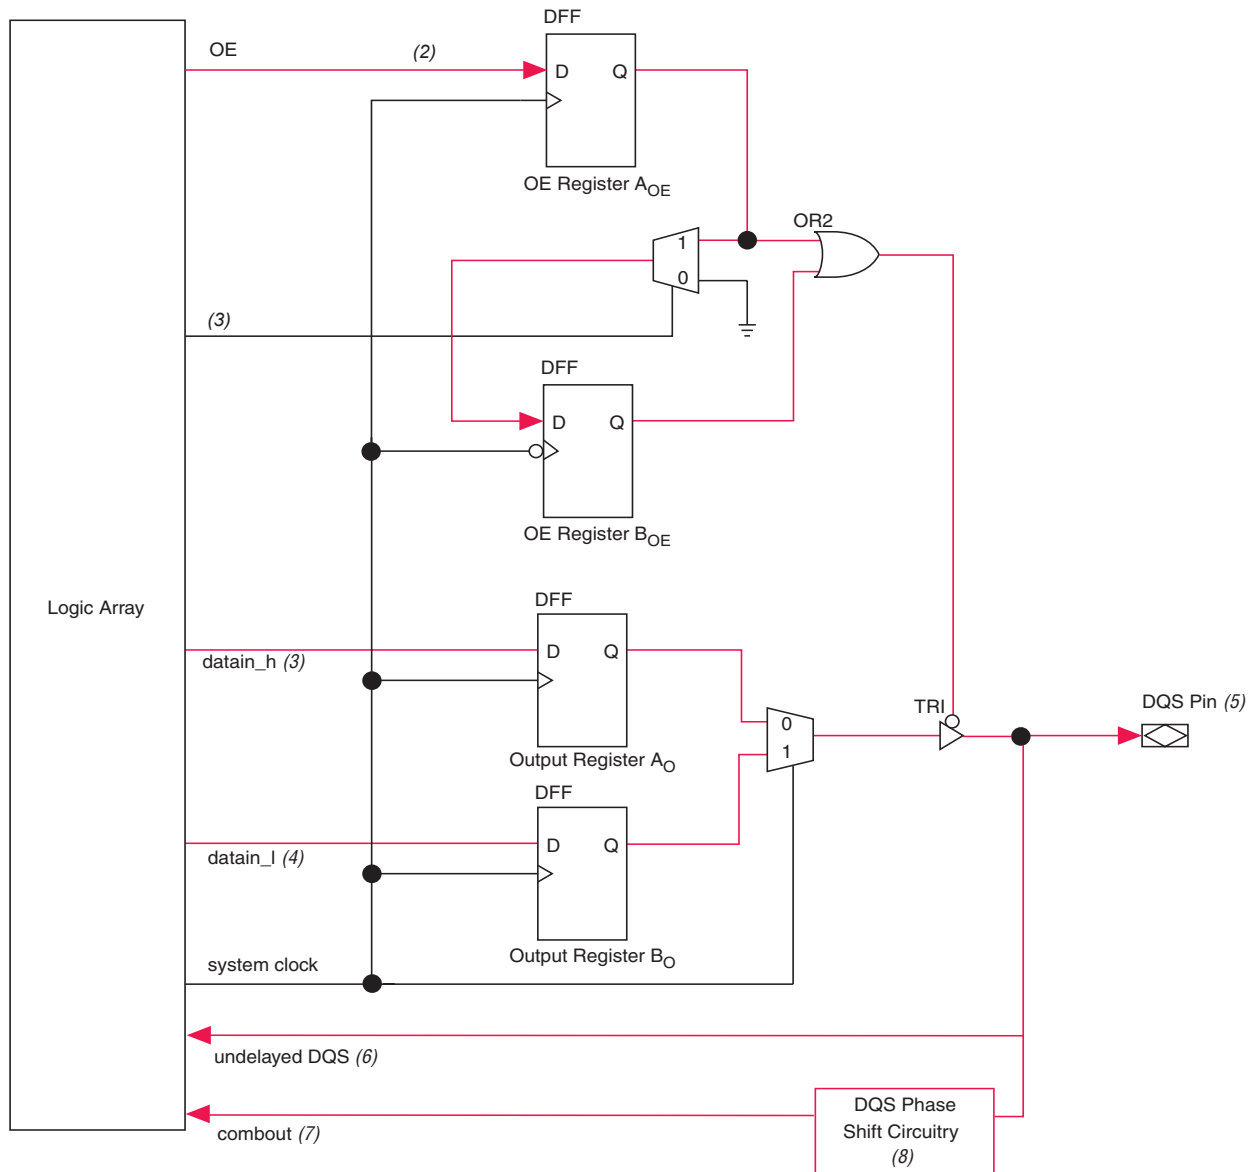 DFF
OE (2)
D Q
OE Register AOE
OR2
1
0
(3)
DFF
D Q
OE Register BOE
Logic Array
DFF
D Q
datain_h (3)
Output Register AO
0
1
TRI
DQS Pin (5)
DFF
D Q
datain_l (4)
Output Register BO
system clock
undelayed DQS (6)
combout (7)
DQS Phase
Shift Circuitry
(8)